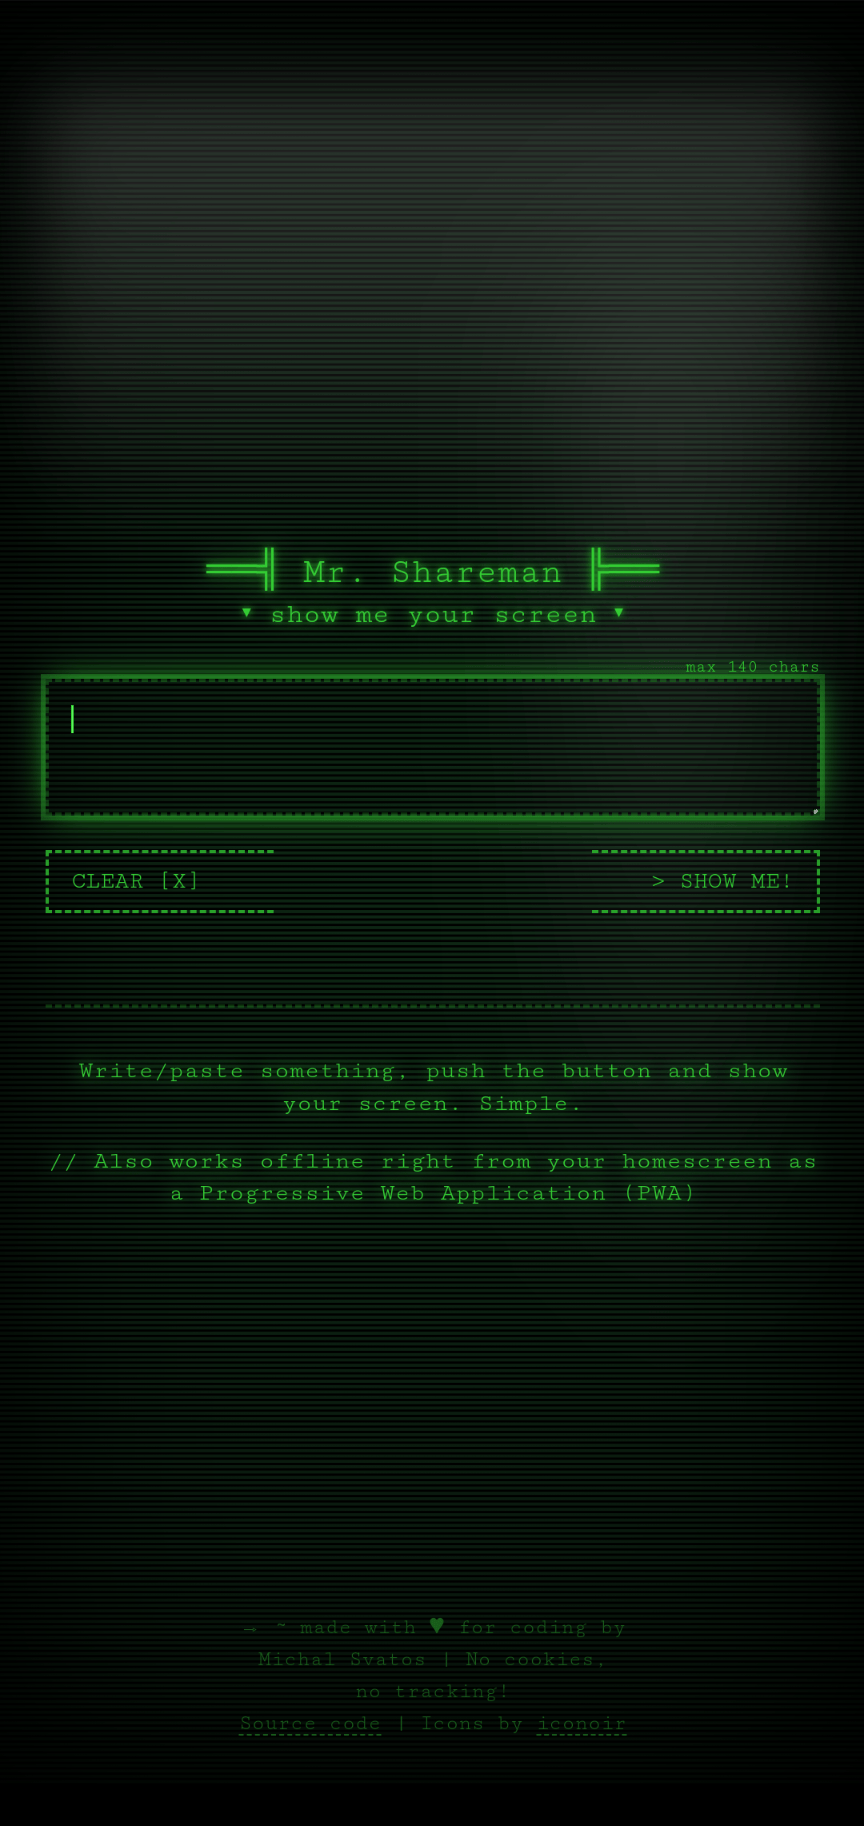 ═╣ Mr. Shareman ╠═
▼ show me your screen ▼
max 140 chars
CLEAR [X]
> SHOW ME!
Write/paste something, push the button and show
your screen. Simple.
// Also works offline right from your homescreen as
a Progressive Web Application (PWA)
→ ~ made with ♥ for coding by
Michal Svatos | No cookies,
no tracking!
Source code | Icons by iconoir